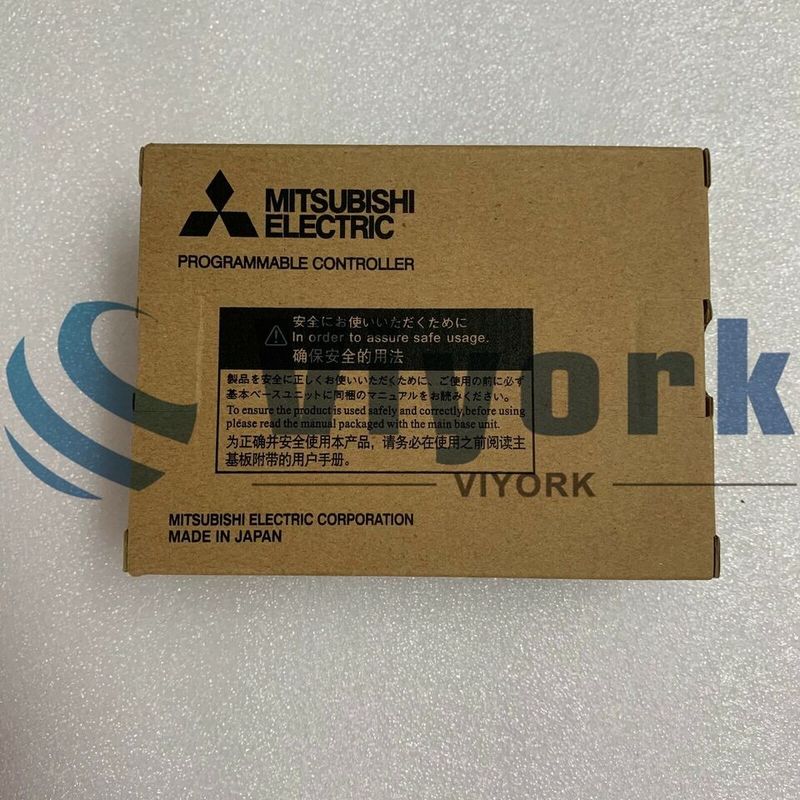 MITSUBISHI
ELECTRIC
PROGRAMMABLE CONTROLLER
安全にお使いいただくために
In order to assure safe usage.
确保安全的用法
製品を安全に正しくお使いいただくために、ご使用の前に必ず
基本ベースユニットに同梱のマニュアルをお読みください。
To ensure the product is used safely and correctly,before using
please read the manual packaged with the main base unit.
为正确并安全使用本产品，请务必在使用之前阅读主
基板附带的用户手册。
MITSUBISHI ELECTRIC CORPORATION
MADE IN JAPAN
viyork
VIYORK